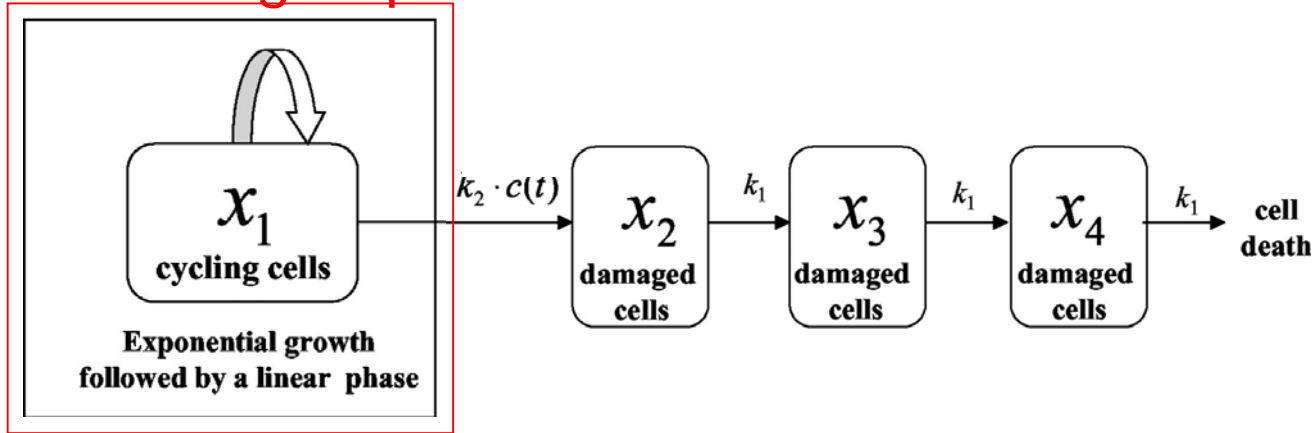 x₁
cycling cells
Exponential growth
followed by a linear phase
k₂ · c(t)
x₂
damaged
cells
k₁
x₃
damaged
cells
k₁
x₄
damaged
cells
k₁
cell
death